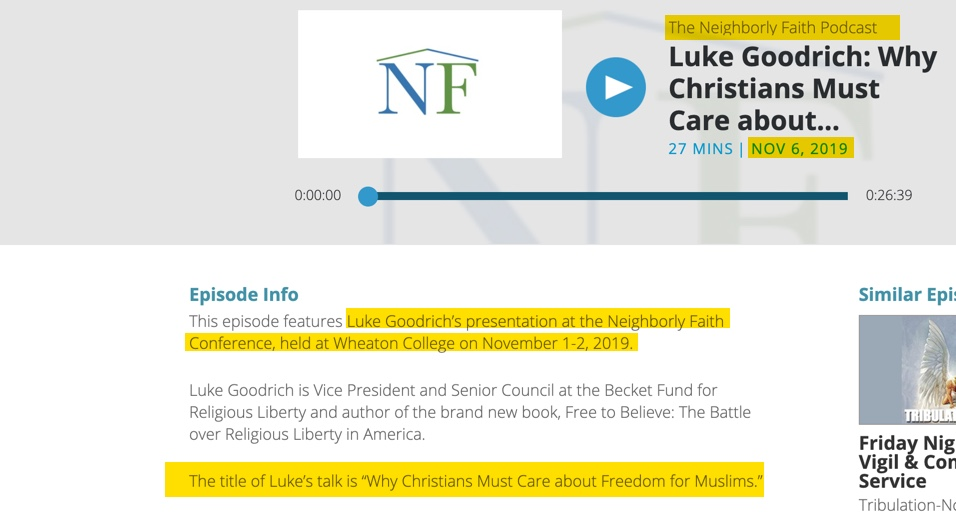 NF
The Neighborly Faith Podcast
Luke Goodrich: Why
Christians Must
Care about...
27 MINS | NOV 6, 2019
0:00:00
0:26:39
Episode Info
This episode features Luke Goodrich’s presentation at the Neighborly Faith
Conference, held at Wheaton College on November 1-2, 2019.
Luke Goodrich is Vice President and Senior Council at the Becket Fund for
Religious Liberty and author of the brand new book, Free to Believe: The Battle
over Religious Liberty in America.
The title of Luke’s talk is “Why Christians Must Care about Freedom for Muslims.”
Similar Epis
TRIBULA
Friday Nig
Vigil & Con
Service
Tribulation-No